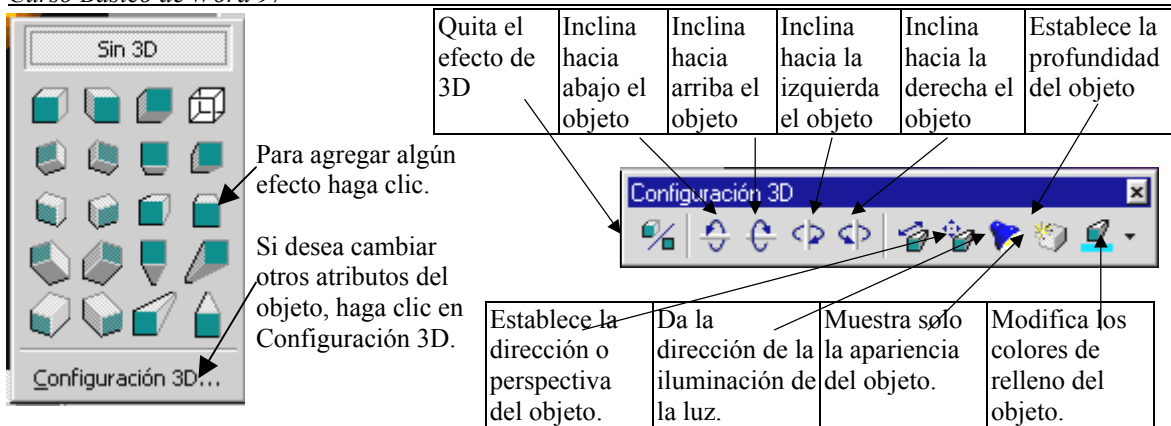 Curso Básico de Word 97
Sin 3D
Para agregar algún
efecto haga clic.
Si desea cambiar
otros atributos del
objeto, haga clic en
Configuración 3D.
Configuración 3D...
Quita el
efecto de
3D
Inclina
hacia
abajo el
objeto
Inclina
hacia
arriba el
objeto
Inclina
hacia la
izquierda
el objeto
Inclina
hacia la
derecha el
objeto
Establece la
profundidad
del objeto
Configuración 3D
Establece la
dirección o
perspectiva
del objeto.
Da la
dirección de la
iluminación de
la luz.
Muestra solo
la apariencia
del objeto.
Modifica los
colores de
relleno del
objeto.